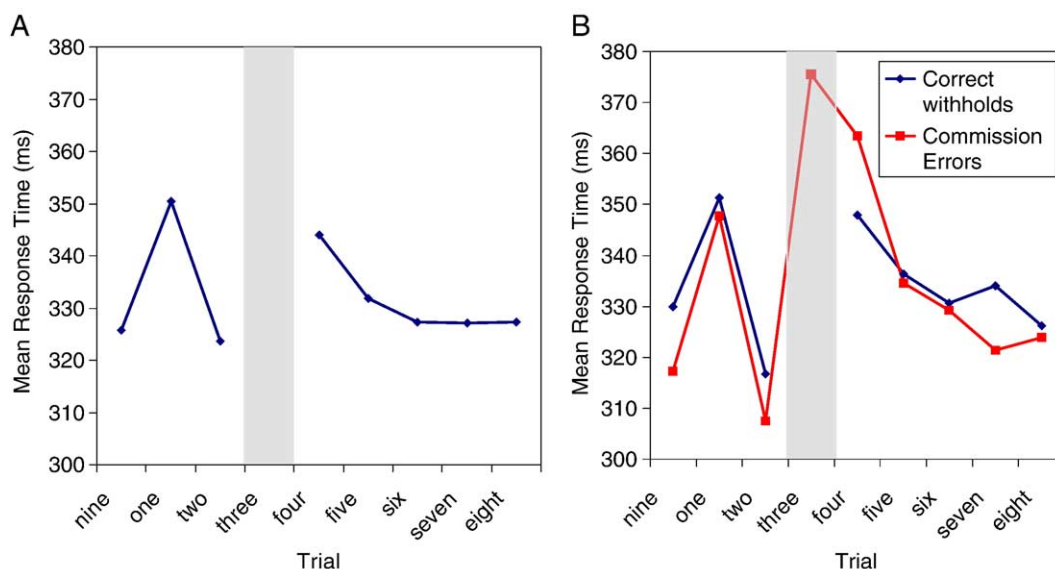 A
380
370
360
350
340
330
320
310
300
Mean Response Time (ms)
nine
one
two
three
four
five
six
seven
eight
Trial
B
380
370
360
350
340
330
320
310
300
Mean Response Time (ms)
Correct
withholds
Commission
Errors
nine
one
two
three
four
five
six
seven
eight
Trial